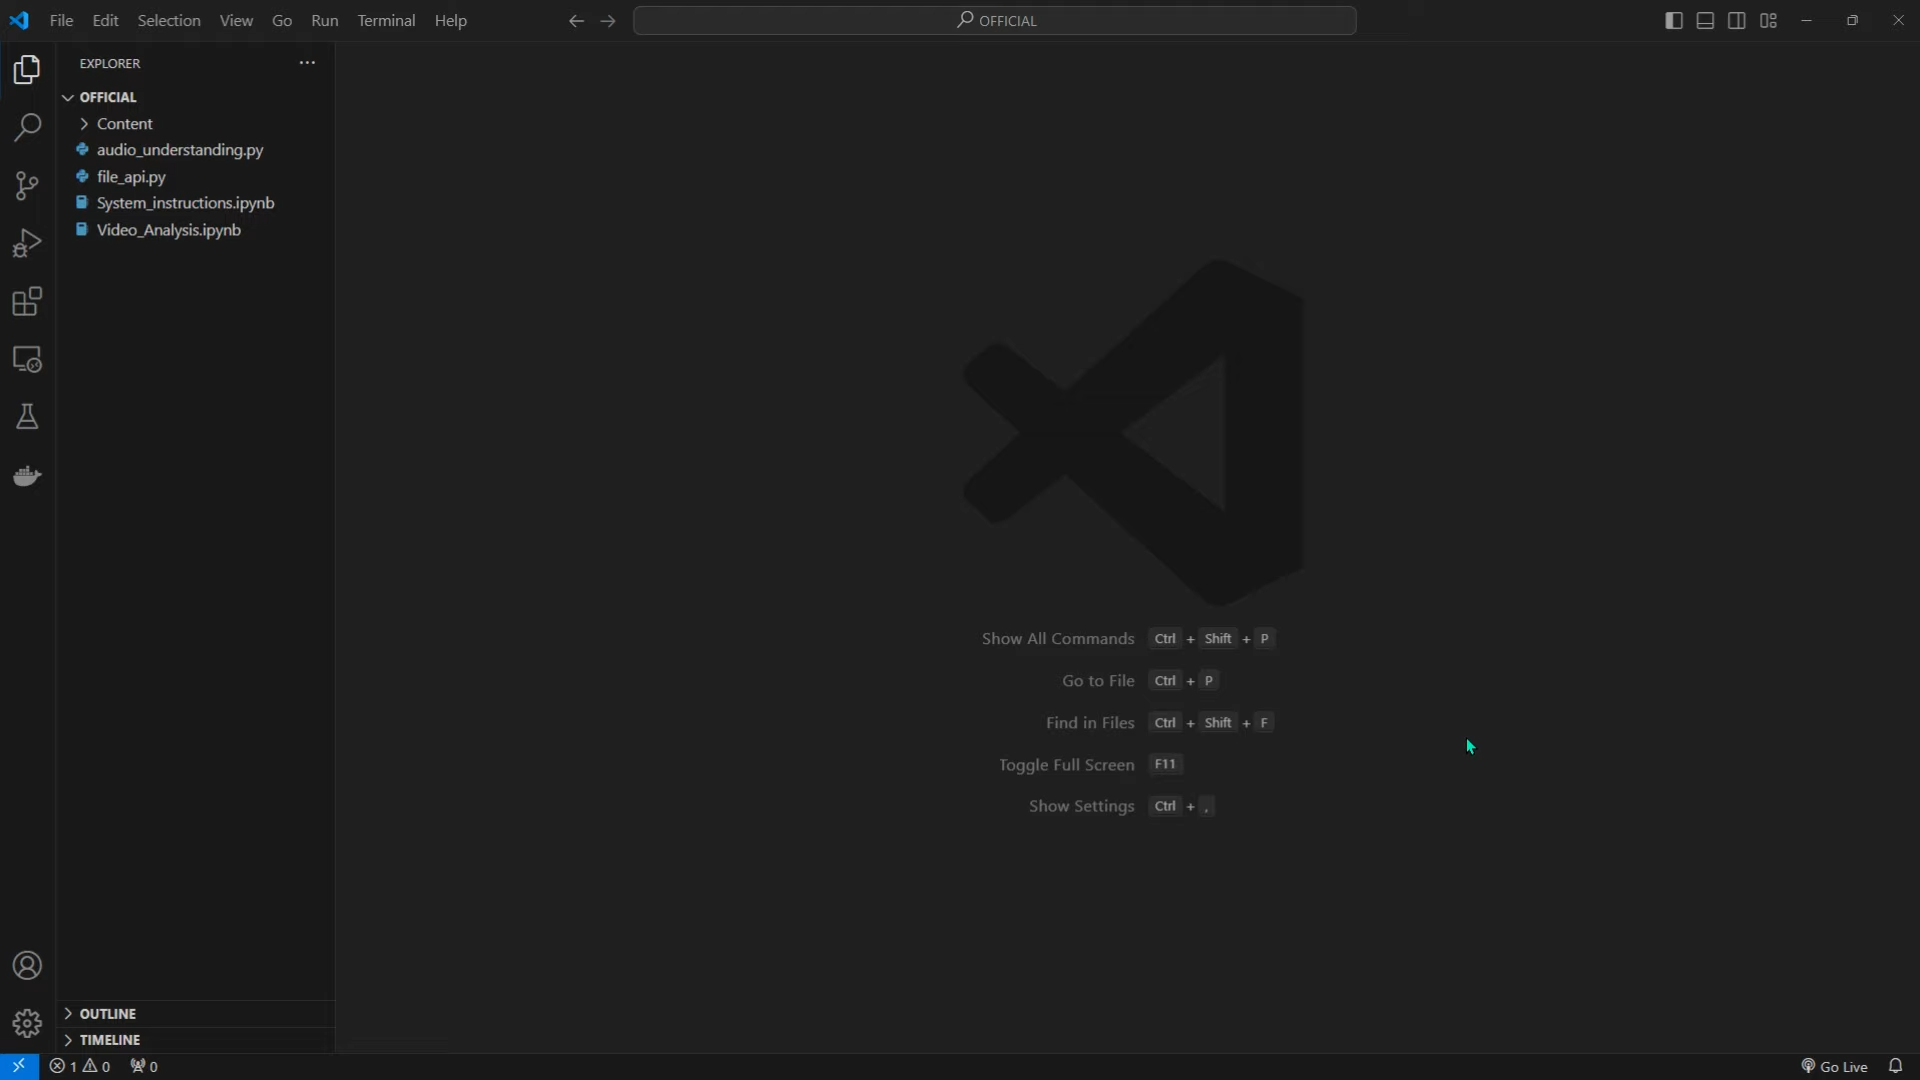 File Edit Selection View Go Run Terminal Help
OFFICIAL
EXPLORER
OFFICIAL
Content
audio_understanding.py
file_api.py
System_instructions.ipynb
Video_Analysis.ipynb
Show All Commands Ctrl + Shift + P
Go to File Ctrl + P
Find in Files Ctrl + Shift + F
Toggle Full Screen F11
Show Settings Ctrl + ,
OUTLINE
TIMELINE
1 0 0 Go Live